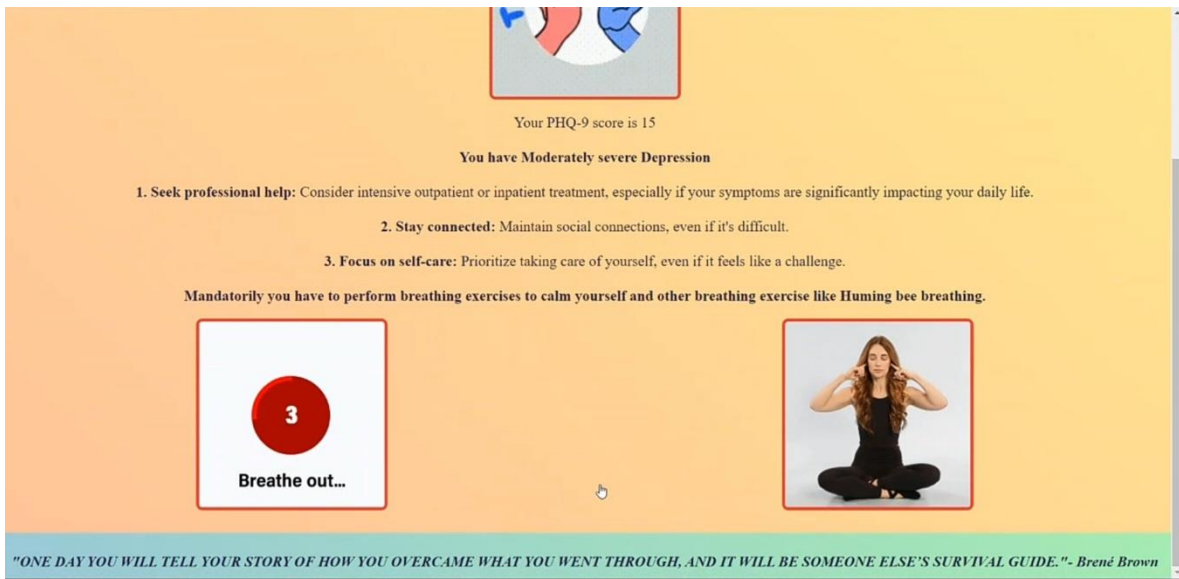 Your PHQ-9 score is 15
You have Moderately severe Depression
1. Seek professional help: Consider intensive outpatient or inpatient treatment, especially if your symptoms are significantly impacting your daily life.
2. Stay connected: Maintain social connections, even if it's difficult.
3. Focus on self-care: Prioritize taking care of yourself, even if it feels like a challenge.
Mandatorily you have to perform breathing exercises to calm yourself and other breathing exercise like Huming bee breathing.
3
Breathe out...
"ONE DAY YOU WILL TELL YOUR STORY OF HOW YOU OVERCAME WHAT YOU WENT THROUGH, AND IT WILL BE SOMEONE ELSE'S SURVIVAL GUIDE."- Brené Brown